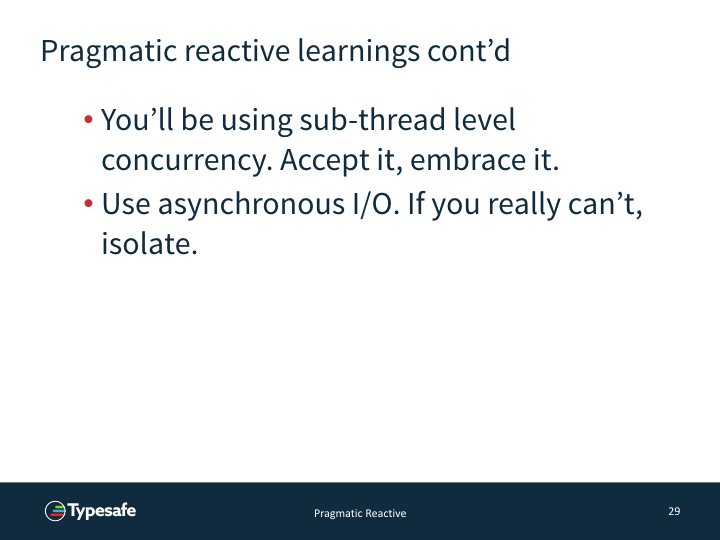 Pragmatic reactive learnings cont’d
• You’ll be using sub-thread level
concurrency. Accept it, embrace it.
• Use asynchronous I/O. If you really can’t,
isolate.
Typesafe
Pragmatic Reactive
29